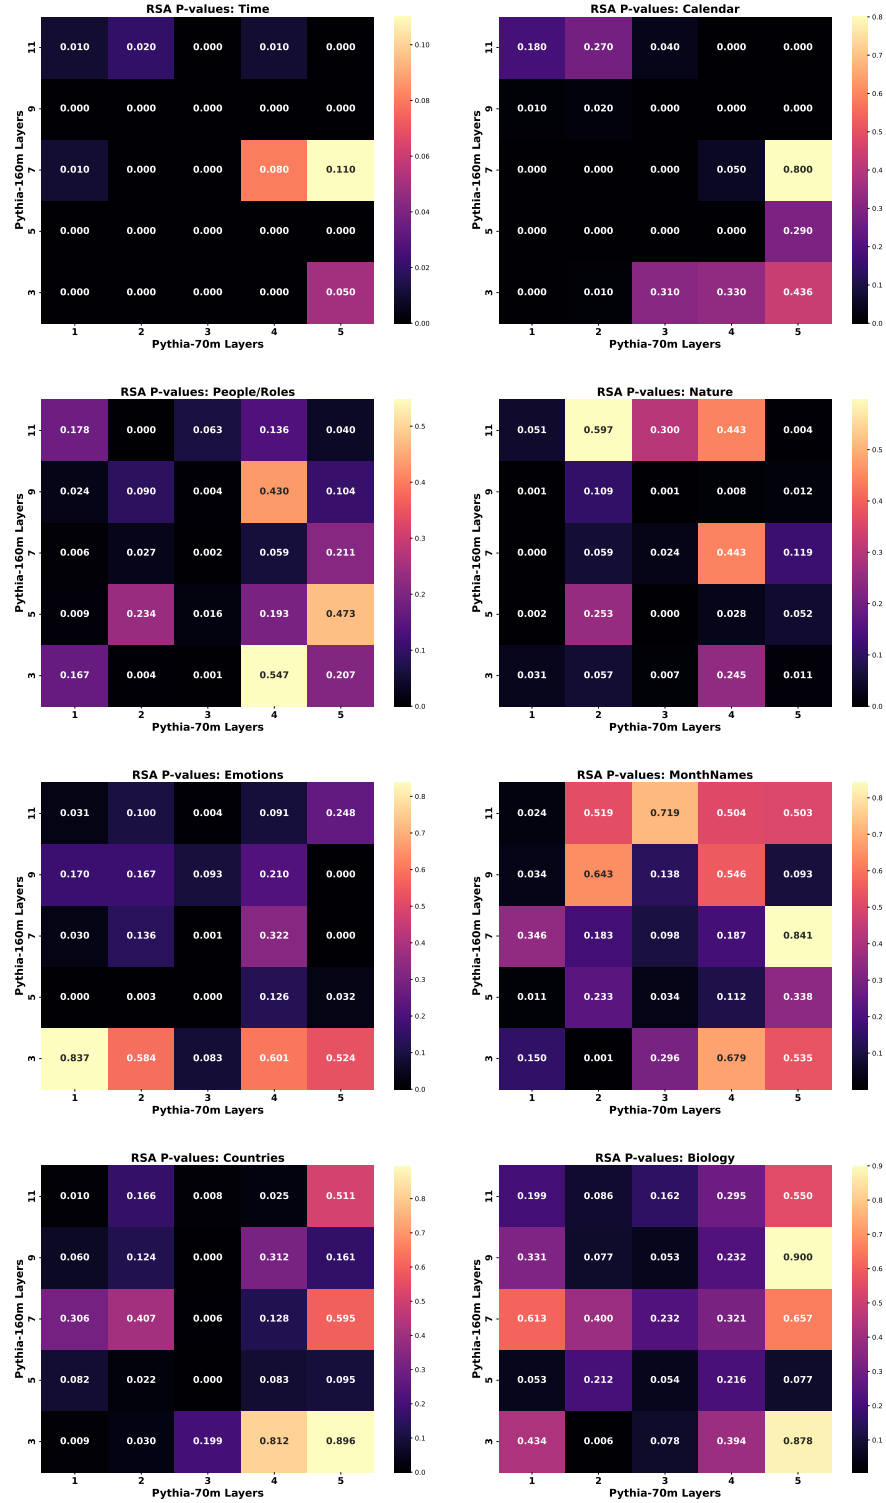 RSA P-values: Time
11 0.010 0.020 0.000 0.010 0.000
9 0.000 0.000 0.000 0.000 0.000
7 0.010 0.000 0.000 0.080 0.110
5 0.000 0.000 0.000 0.000 0.000
3 0.000 0.000 0.000 0.000 0.050
1 2 3 4 5
Pythia-70m Layers
Pythia-160m Layers
0.10
0.08
0.06
0.04
0.02
0.00
RSA P-values: Calendar
11 0.180 0.270 0.040 0.000 0.000
9 0.010 0.020 0.000 0.000 0.000
7 0.000 0.000 0.000 0.050 0.800
5 0.000 0.000 0.000 0.000 0.290
3 0.000 0.010 0.310 0.330 0.436
1 2 3 4 5
Pythia-70m Layers
Pythia-160m Layers
0.8
0.7
0.6
0.5
0.4
0.3
0.2
0.1
0.0
RSA P-values: People/Roles
11 0.178 0.000 0.063 0.136 0.040
9 0.024 0.090 0.004 0.430 0.104
7 0.006 0.027 0.002 0.059 0.211
5 0.009 0.234 0.016 0.193 0.473
3 0.167 0.004 0.001 0.547 0.207
1 2 3 4 5
Pythia-70m Layers
Pythia-160m Layers
0.5
0.4
0.3
0.2
0.1
0.0
RSA P-values: Nature
11 0.051 0.597 0.300 0.443 0.004
9 0.001 0.109 0.001 0.008 0.012
7 0.000 0.059 0.024 0.443 0.119
5 0.002 0.253 0.000 0.028 0.052
3 0.031 0.057 0.007 0.245 0.011
1 2 3 4 5
Pythia-70m Layers
Pythia-160m Layers
0.5
0.4
0.3
0.2
0.1
0.0
RSA P-values: Emotions
11 0.031 0.100 0.004 0.091 0.248
9 0.170 0.167 0.093 0.210 0.000
7 0.030 0.136 0.001 0.322 0.000
5 0.000 0.003 0.000 0.126 0.032
3 0.837 0.584 0.083 0.601 0.524
1 2 3 4 5
Pythia-70m Layers
Pythia-160m Layers
0.8
0.7
0.6
0.5
0.4
0.3
0.2
0.1
0.0
RSA P-values: MonthNames
11 0.024 0.519 0.719 0.504 0.503
9 0.034 0.643 0.138 0.546 0.093
7 0.346 0.183 0.098 0.187 0.841
5 0.011 0.233 0.034 0.112 0.338
3 0.150 0.001 0.296 0.679 0.535
1 2 3 4 5
Pythia-70m Layers
Pythia-160m Layers
0.8
0.7
0.6
0.5
0.4
0.3
0.2
0.1
RSA P-values: Countries
11 0.010 0.166 0.008 0.025 0.511
9 0.060 0.124 0.000 0.312 0.161
7 0.306 0.407 0.006 0.128 0.595
5 0.082 0.022 0.000 0.083 0.095
3 0.009 0.030 0.199 0.812 0.896
1 2 3 4 5
Pythia-70m Layers
Pythia-160m Layers
0.8
0.7
0.6
0.5
0.4
0.3
0.2
0.1
0.0
RSA P-values: Biology
11 0.199 0.086 0.162 0.295 0.550
9 0.331 0.077 0.053 0.232 0.900
7 0.613 0.400 0.232 0.321 0.657
5 0.053 0.212 0.054 0.216 0.077
3 0.434 0.006 0.078 0.394 0.878
1 2 3 4 5
Pythia-70m Layers
Pythia-160m Layers
0.9
0.8
0.7
0.6
0.5
0.4
0.3
0.2
0.1